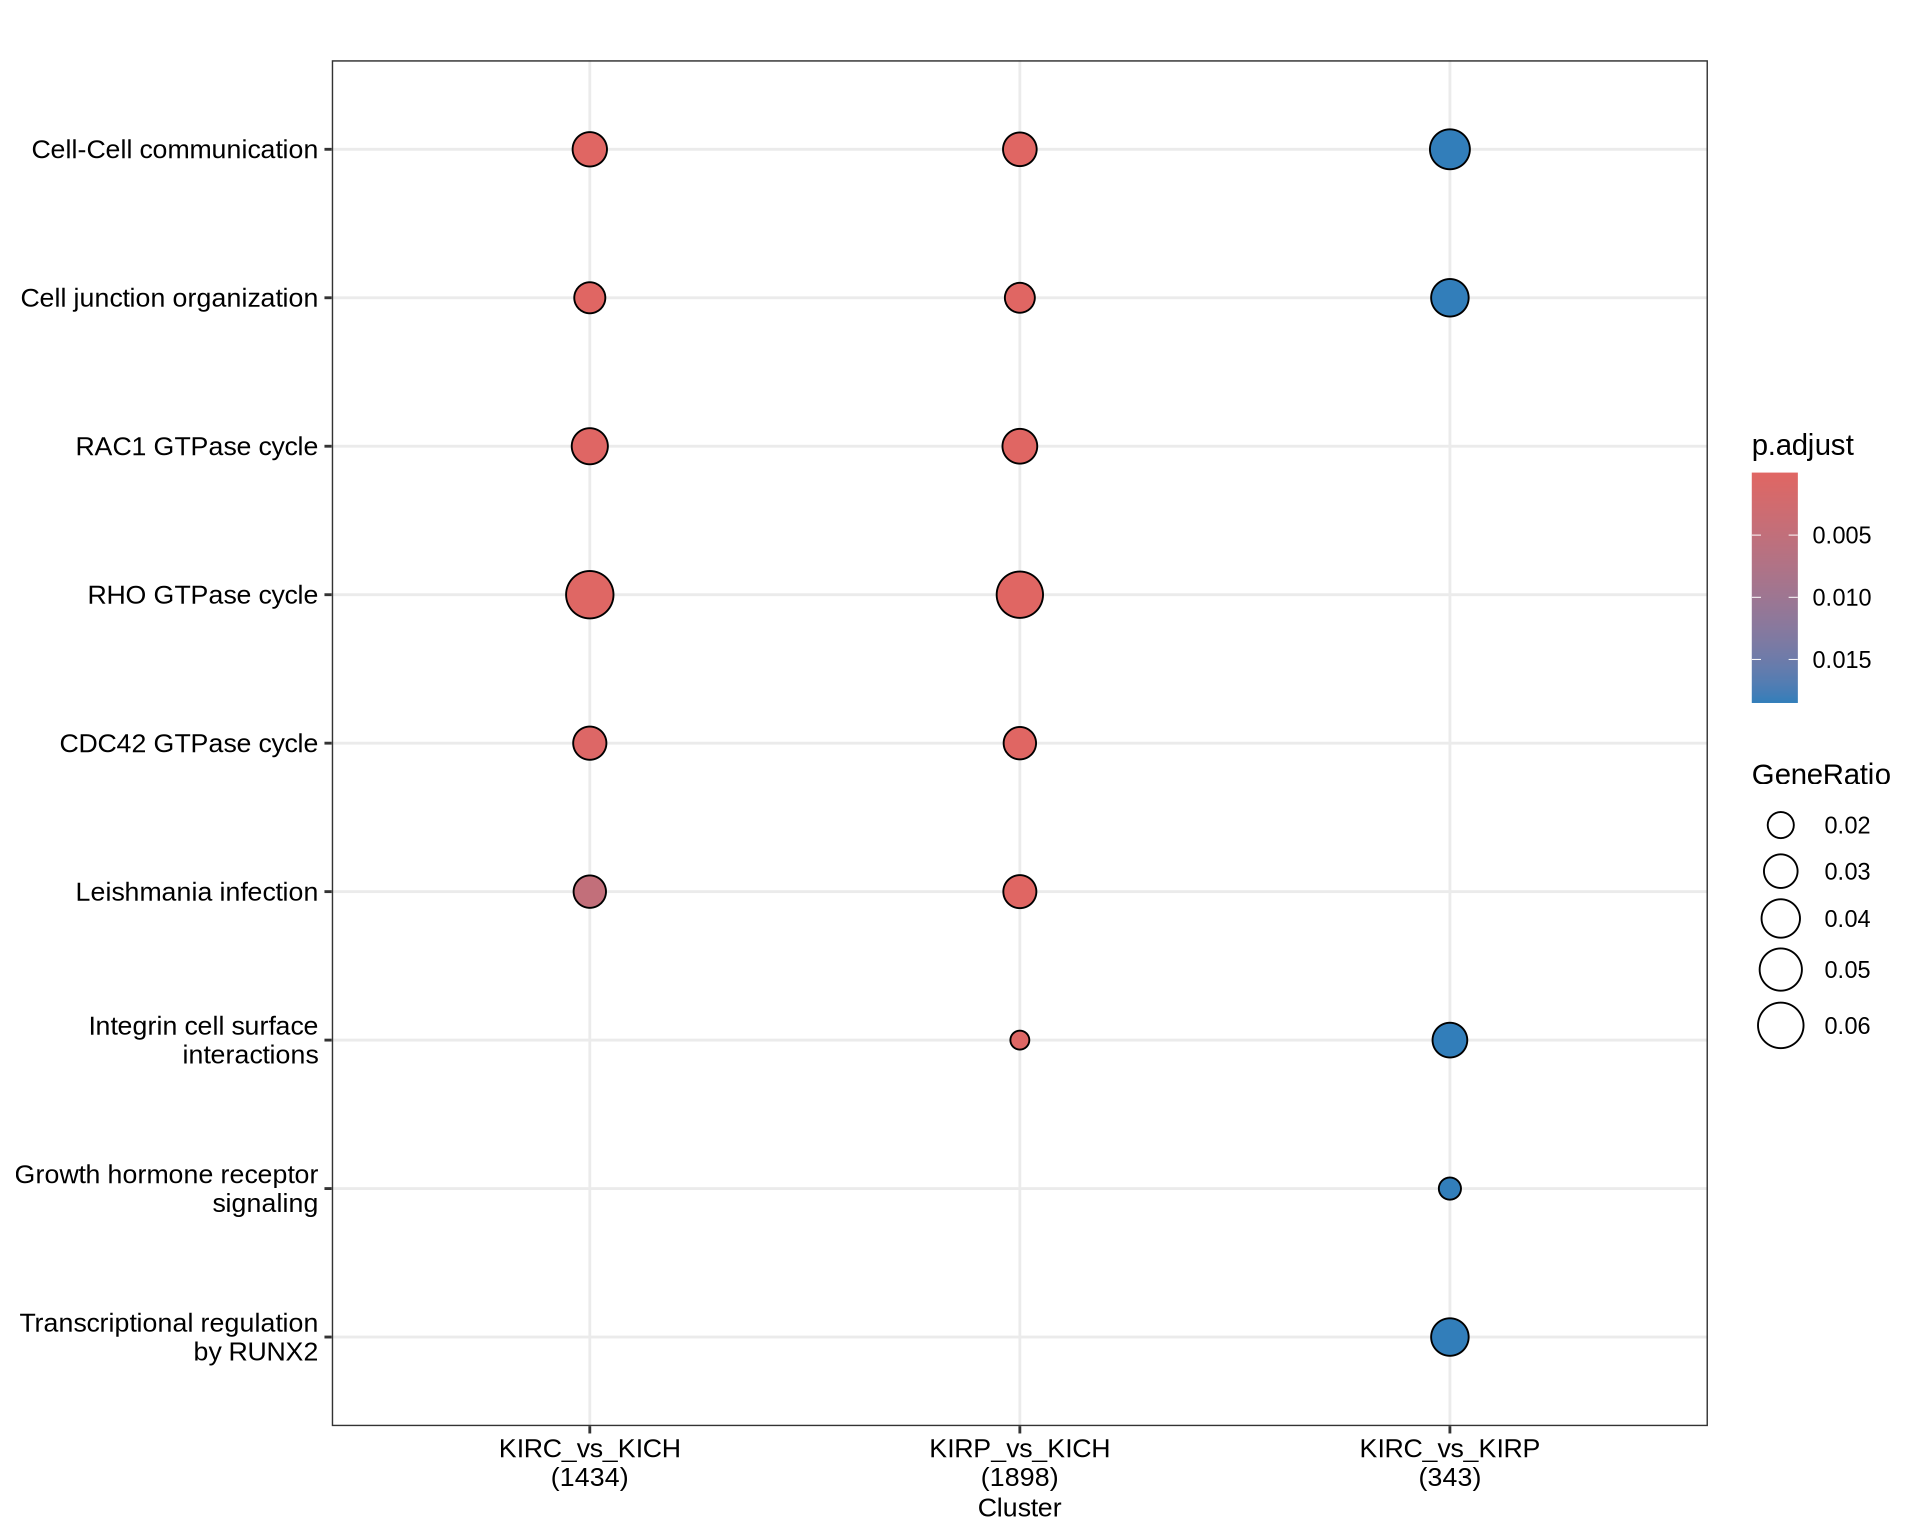 Cell-Cell communication
Cell junction organization
RAC1 GTPase cycle
RHO GTPase cycle
CDC42 GTPase cycle
Leishmania infection
Integrin cell surface
interactions
Growth hormone receptor
signaling
Transcriptional regulation
by RUNX2
KIRC_vs_KICH
(1434)
KIRP_vs_KICH
(1898)
KIRC_vs_KIRP
(343)
Cluster
p.adjust
0.005
0.010
0.015
GeneRatio
0.02
0.03
0.04
0.05
0.06